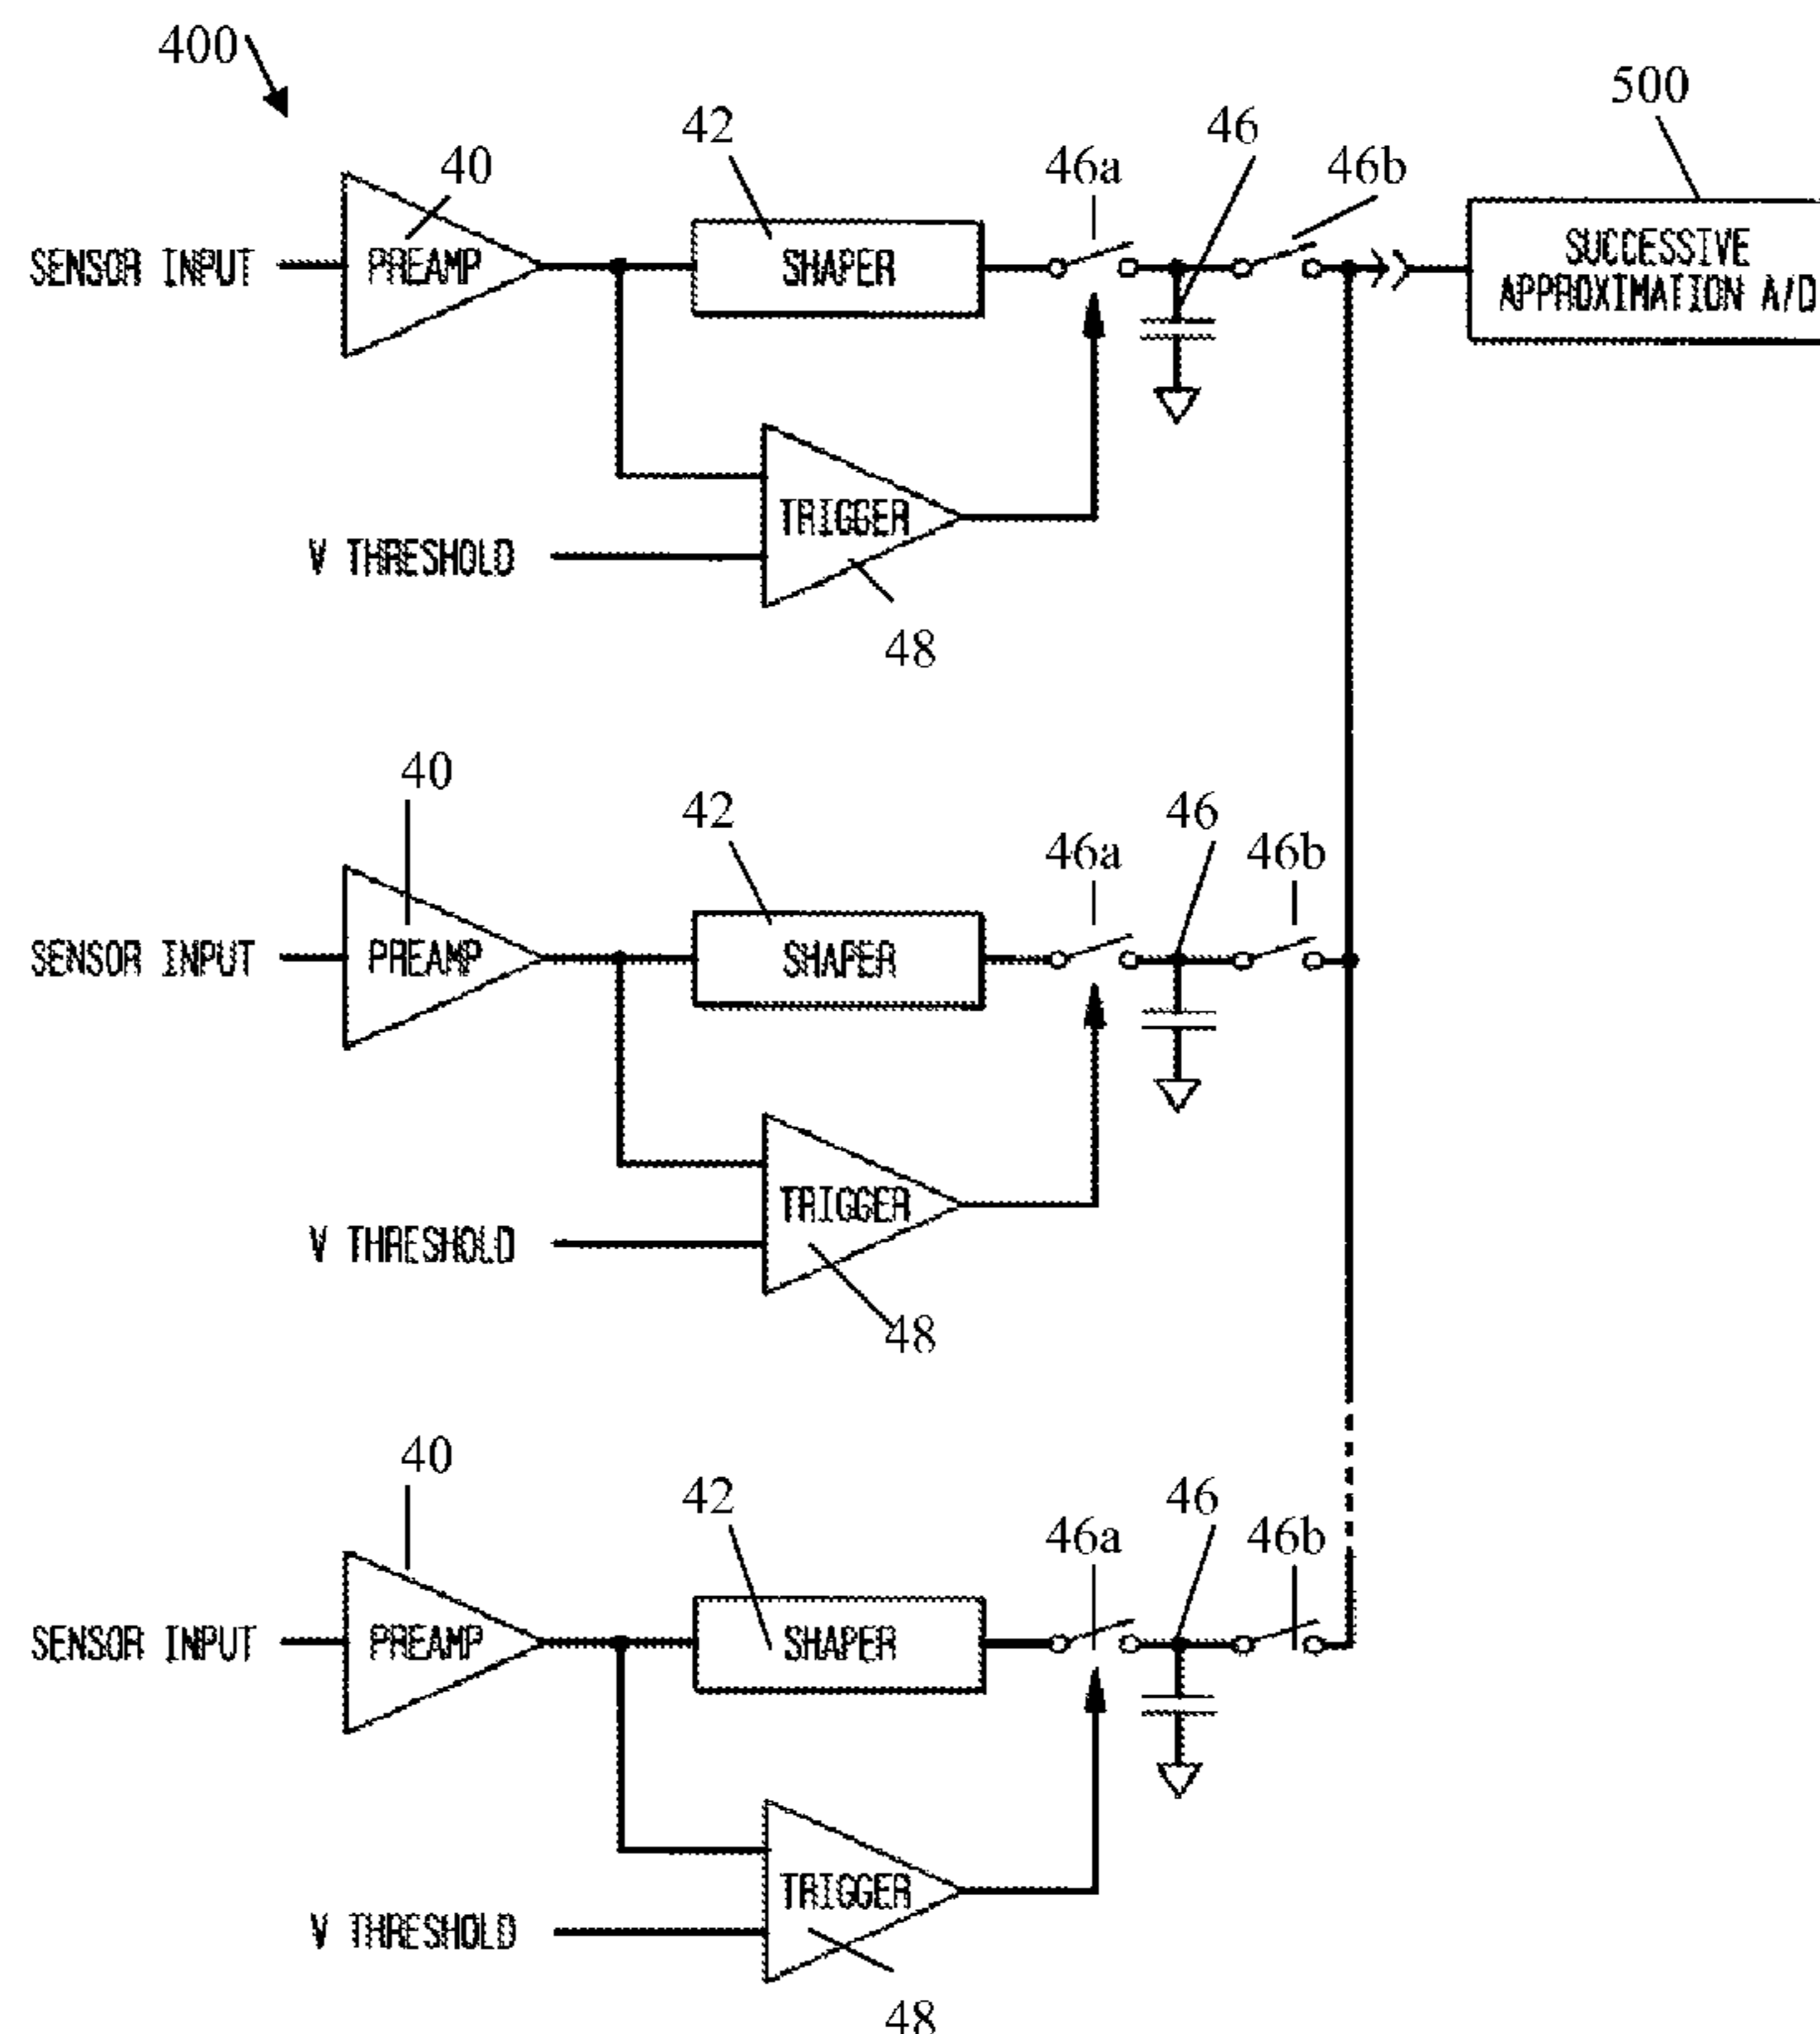 400
500
42
46
40
46a
46b
SENSOR INPUT
PREAMP
SHAPER
SUCCESSIVE
APPROXIMATION A/D
TRIGGER
V THRESHOLD
48
40
42
46
46a
46b
SENSOR INPUT
PREAMP
SHAPER
TRIGGER
V THRESHOLD
48
40
42
46
46a
46b
SENSOR INPUT
PREAMP
SHAPER
TRIGGER
V THRESHOLD
48